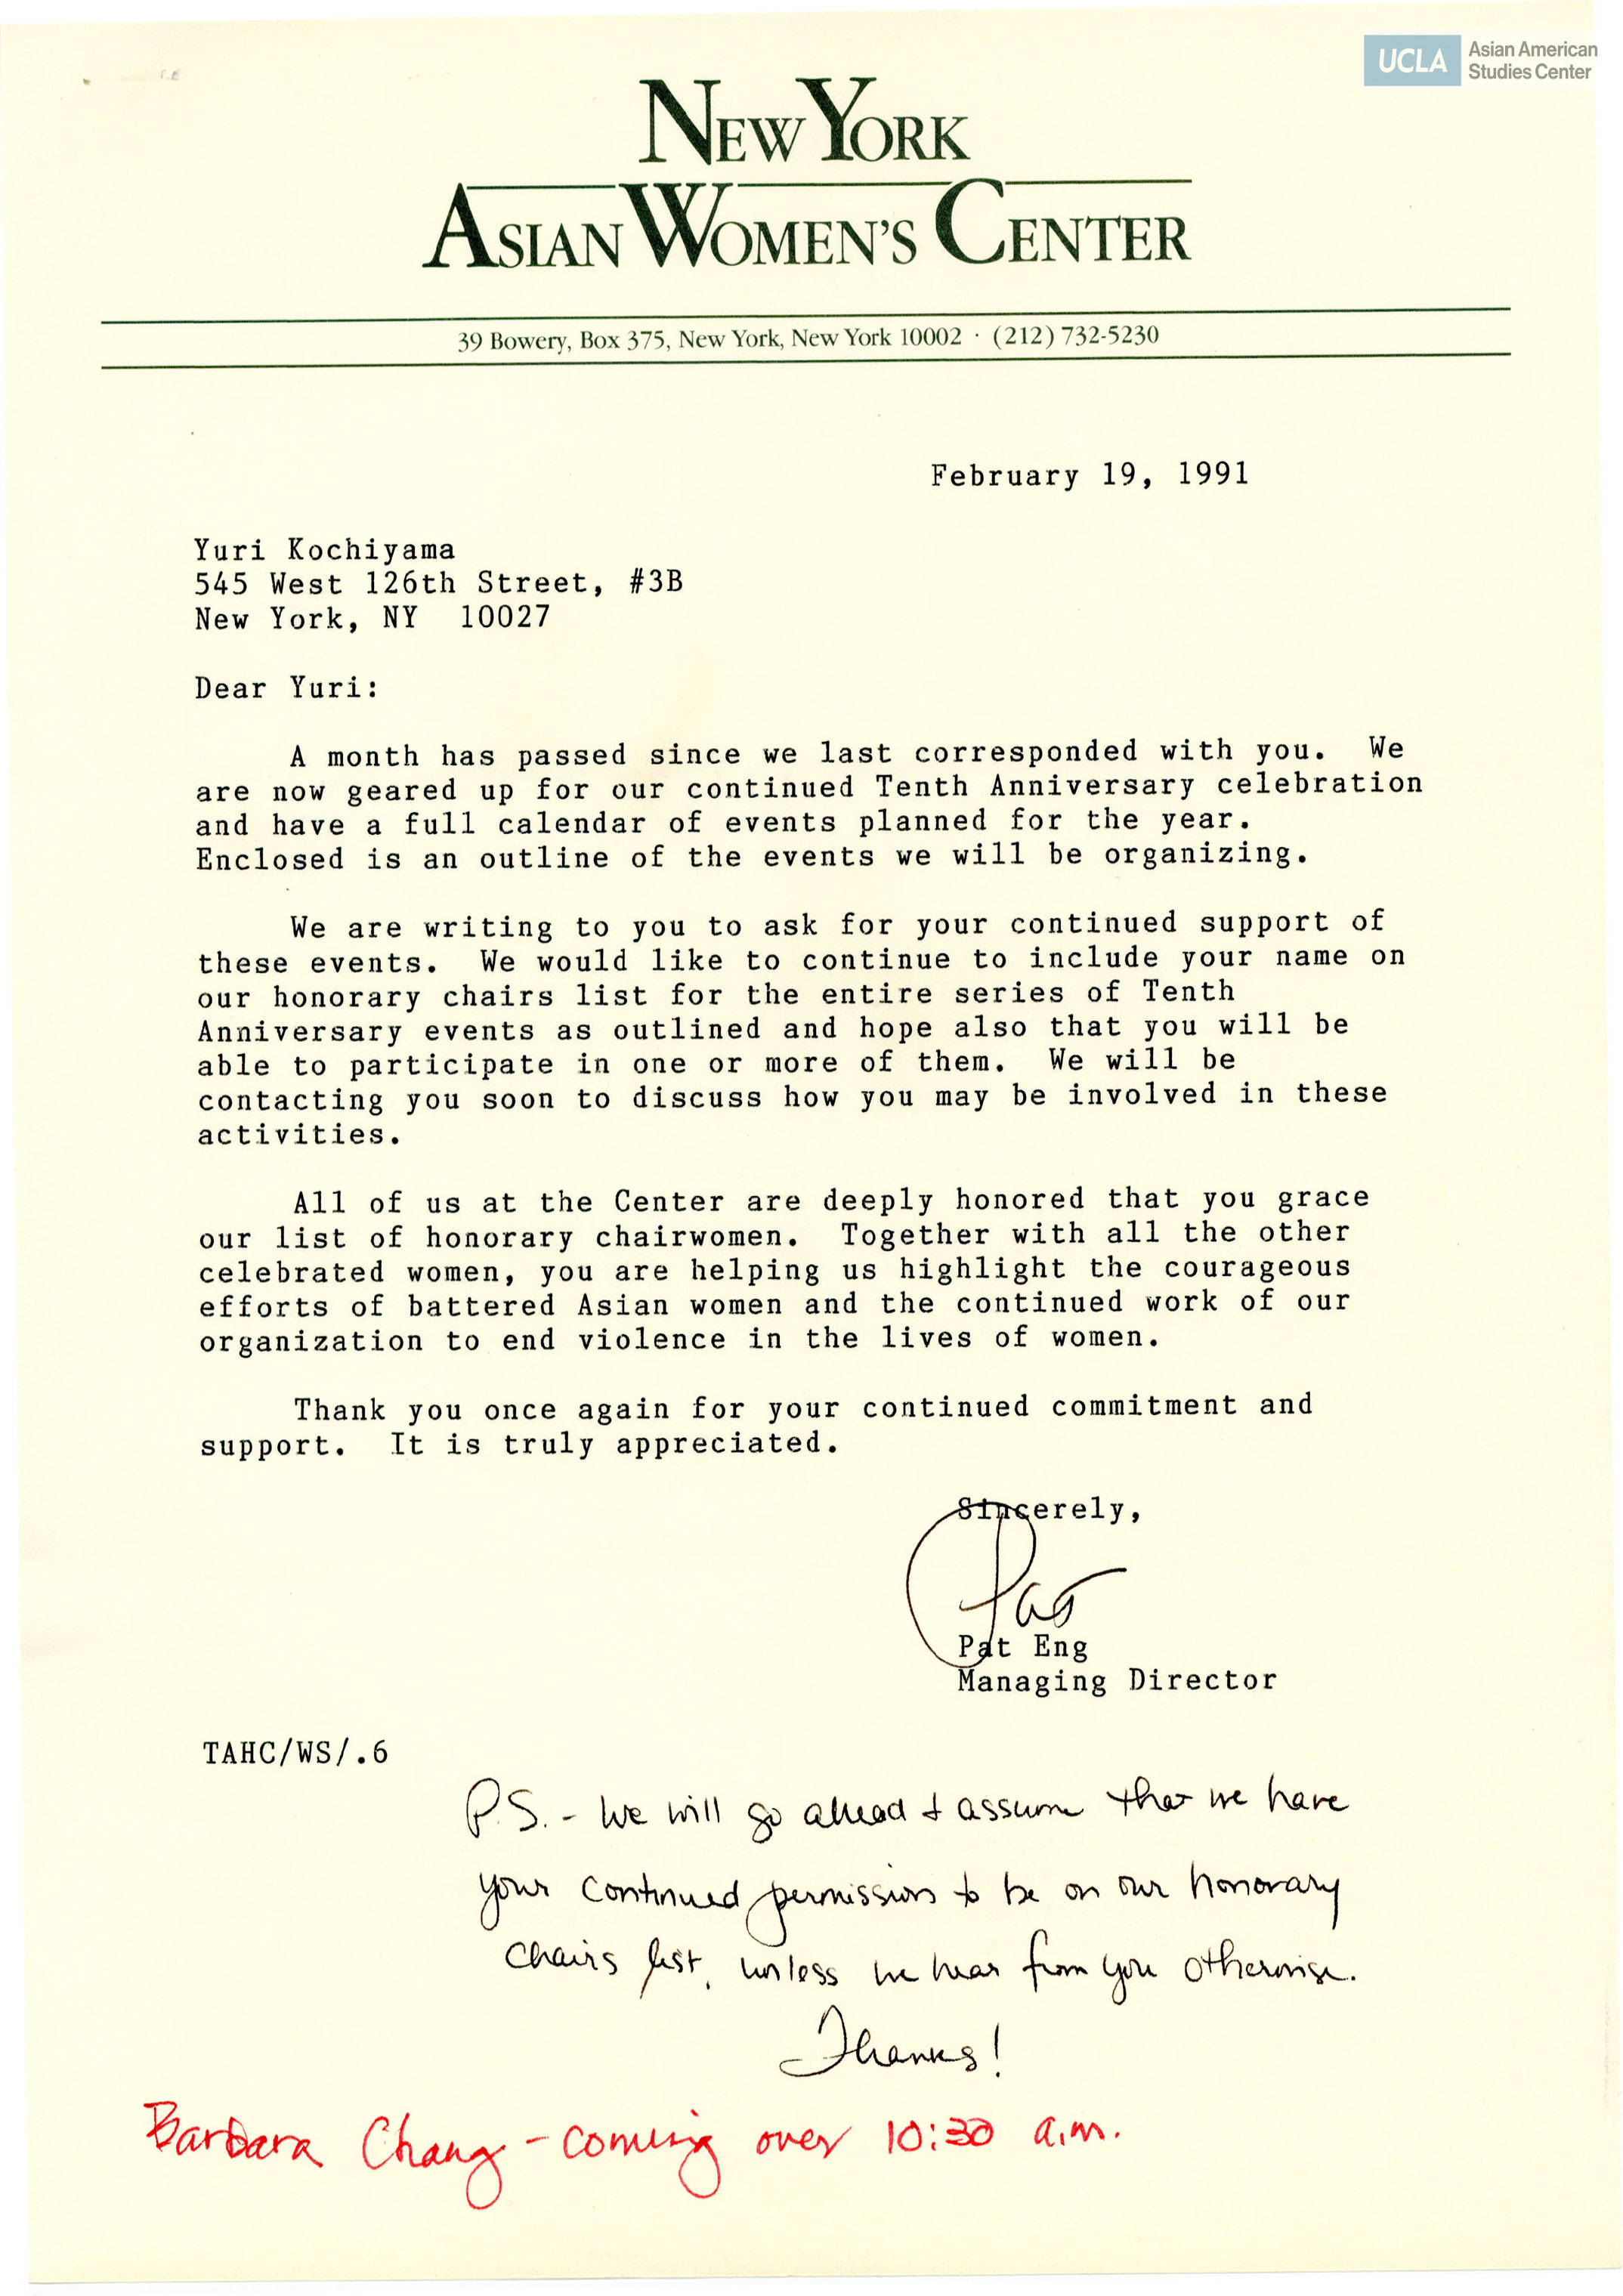 UCLA Asian American
Studies Center
NEW YORK
ASIAN WOMEN'S CENTER
39 Bowery, Box 375, New York, New York 10002 · (212) 732-5230
February 19, 1991
Yuri Kochiyama
545 West 126th Street, #3B
New York, NY  10027
Dear Yuri:
A month has passed since we last corresponded with you.  We
are now geared up for our continued Tenth Anniversary celebration
and have a full calendar of events planned for the year.
Enclosed is an outline of the events we will be organizing.
We are writing to you to ask for your continued support of
these events.  We would like to continue to include your name on
our honorary chairs list for the entire series of Tenth
Anniversary events as outlined and hope also that you will be
able to participate in one or more of them.  We will be
contacting you soon to discuss how you may be involved in these
activities.
All of us at the Center are deeply honored that you grace
our list of honorary chairwomen.  Together with all the other
celebrated women, you are helping us highlight the courageous
efforts of battered Asian women and the continued work of our
organization to end violence in the lives of women.
Thank you once again for your continued commitment and
support.  It is truly appreciated.
Sincerely,
Pat
Pat Eng
Managing Director
TAHC/WS/.6
P.S. - We will go ahead & assume that we have
your continued permission to be on our honorary
chairs list, unless we hear from you otherwise.
Thanks!
Barbara Chang - coming over 10:30 a.m.